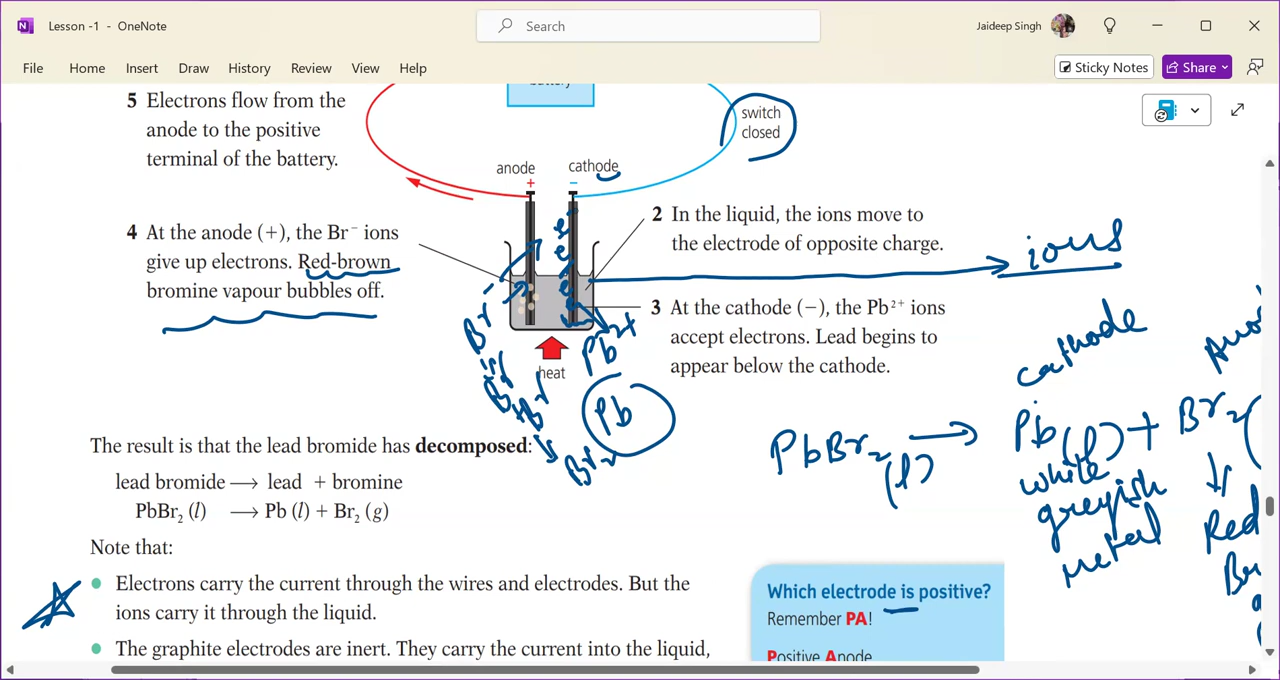 Lesson -1 - OneNote
Search
Jaideep Singh
File Home Insert Draw History Review View Help
Sticky Notes
Share
battery
switch
closed
5 Electrons flow from the
anode to the positive
terminal of the battery.
anode
cathode
+
−
4 At the anode (+), the Br⁻ ions
give up electrons. Red-brown
bromine vapour bubbles off.
2 In the liquid, the ions move to
the electrode of opposite charge.
ions
3 At the cathode (−), the Pb²⁺ ions
accept electrons. Lead begins to
appear below the cathode.
heat
Br⁻
Pb²⁺
Pb
Br₂
cathode
PbBr₂(l) → Pb(l) + Br₂(
white
greyish
metal
Red
The result is that the lead bromide has decomposed:
lead bromide → lead + bromine
PbBr₂ (l) → Pb (l) + Br₂ (g)
Note that:
Electrons carry the current through the wires and electrodes. But the
ions carry it through the liquid.
The graphite electrodes are inert. They carry the current into the liquid,
Which electrode is positive?
Remember PA!
Positive Anode